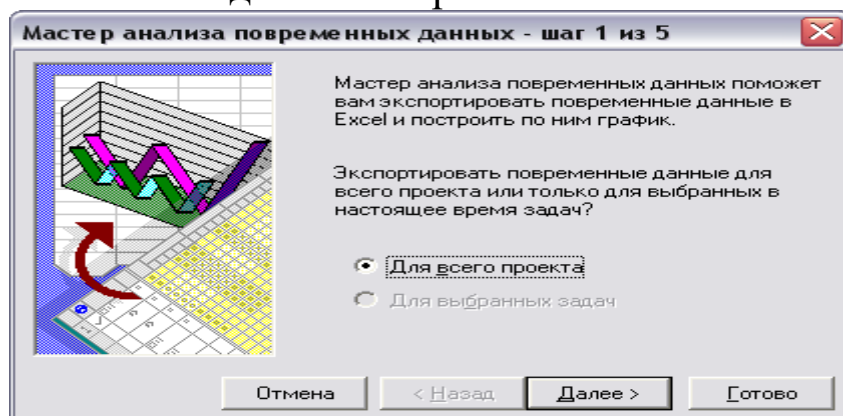 Мастер анализа повременных данных - шаг 1 из 5
Мастер анализа повременных данных поможет
вам экспортировать повременные данные в
Excel и построить по ним график.
Экспортировать повременные данные для
всего проекта или только для выбранных в
настоящее время задач?
Для всего проекта
Для выбранных задач
Отмена
< Назад
Далее >
Готово